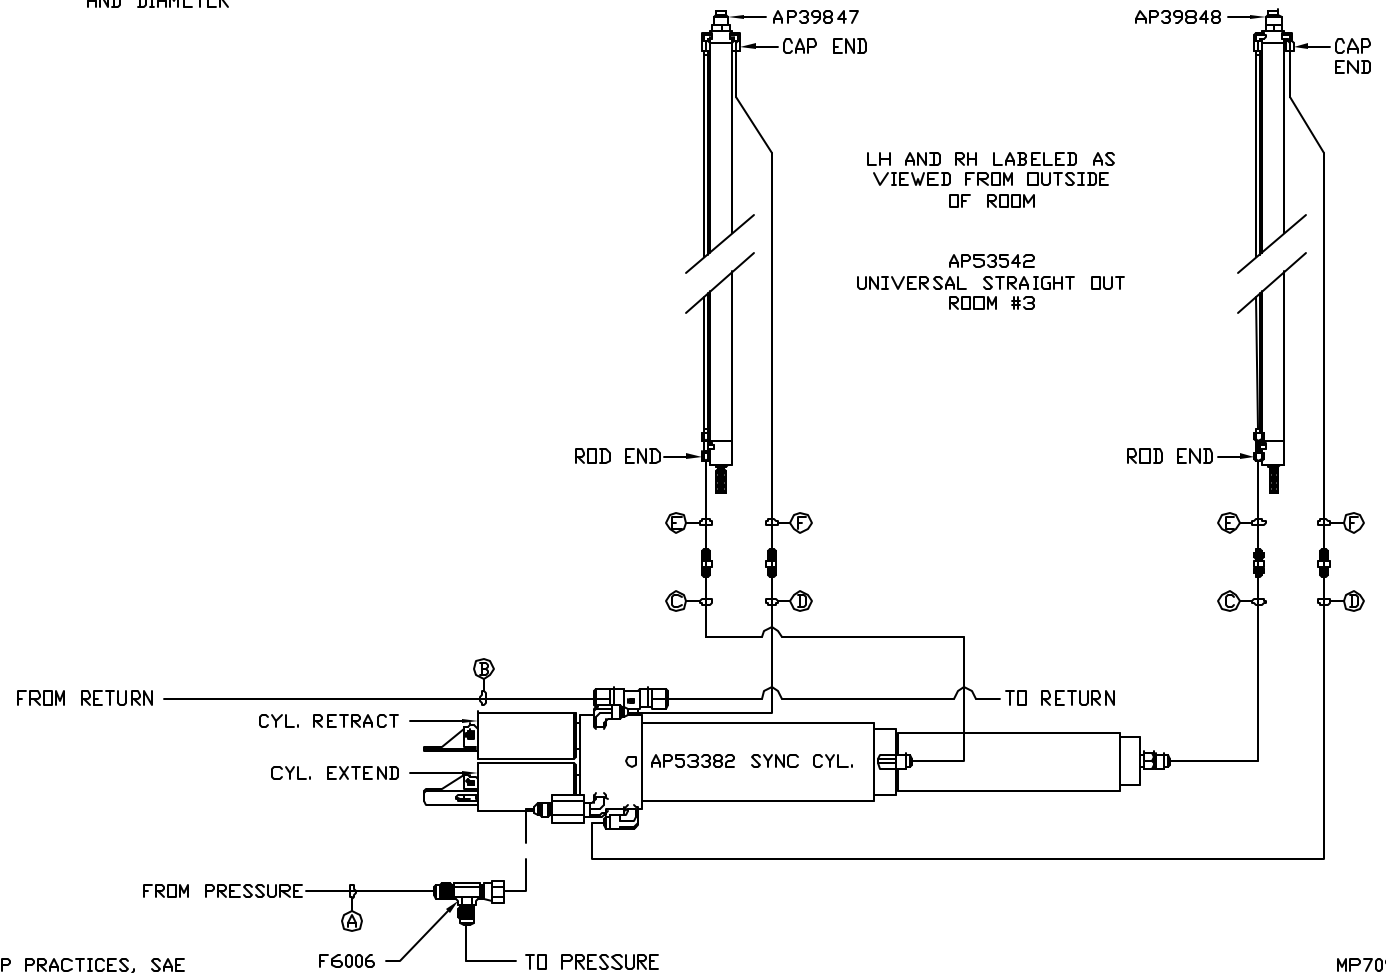 AND DIAMETER
AP39847
AP39848
CAP END
CAP
END
LH AND RH LABELED AS
VIEWED FROM OUTSIDE
OF ROOM
AP53542
UNIVERSAL STRAIGHT OUT
ROOM #3
ROD END
ROD END
E
F
E
F
C
D
C
D
B
FROM RETURN
TO RETURN
CYL. RETRACT
AP53382 SYNC CYL.
CYL. EXTEND
FROM PRESSURE
A
F6006
TO PRESSURE
P PRACTICES, SAE